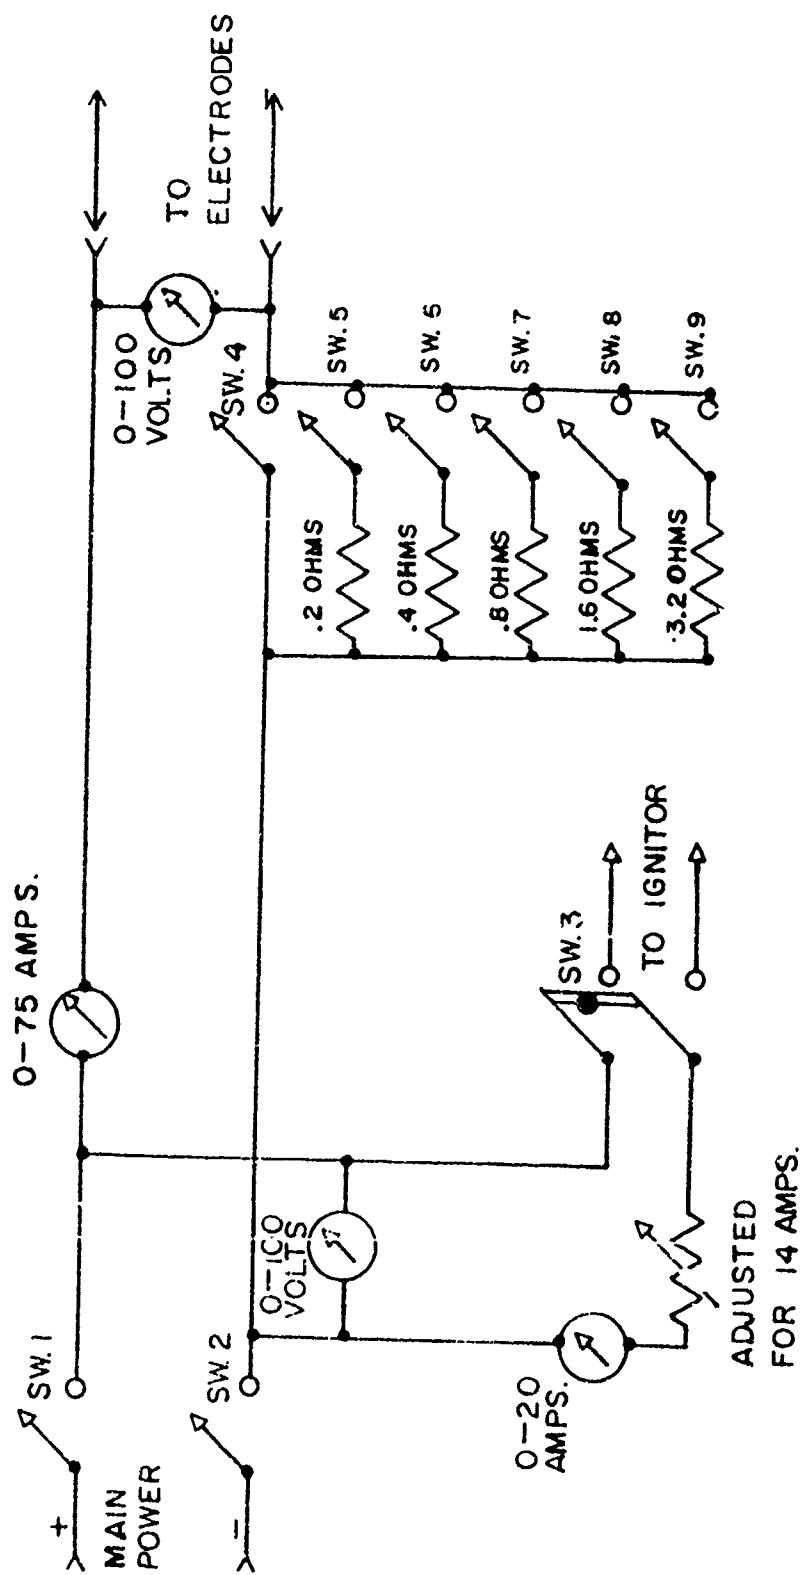 0-75 AMPS.
SW. 1
+
MAIN
POWER
-
SW. 2
0-100
VOLTS
0-20
AMPS.
ADJUSTED
FOR 14 AMPS.
SW. 3
TO IGNITOR
0-100
VOLTS
SW. 4
TO
ELECTRODES
.2 OHMS
SW. 5
.4 OHMS
SW. 6
.8 OHMS
SW. 7
1.6 OHMS
SW. 8
3.2 OHMS
SW. 9